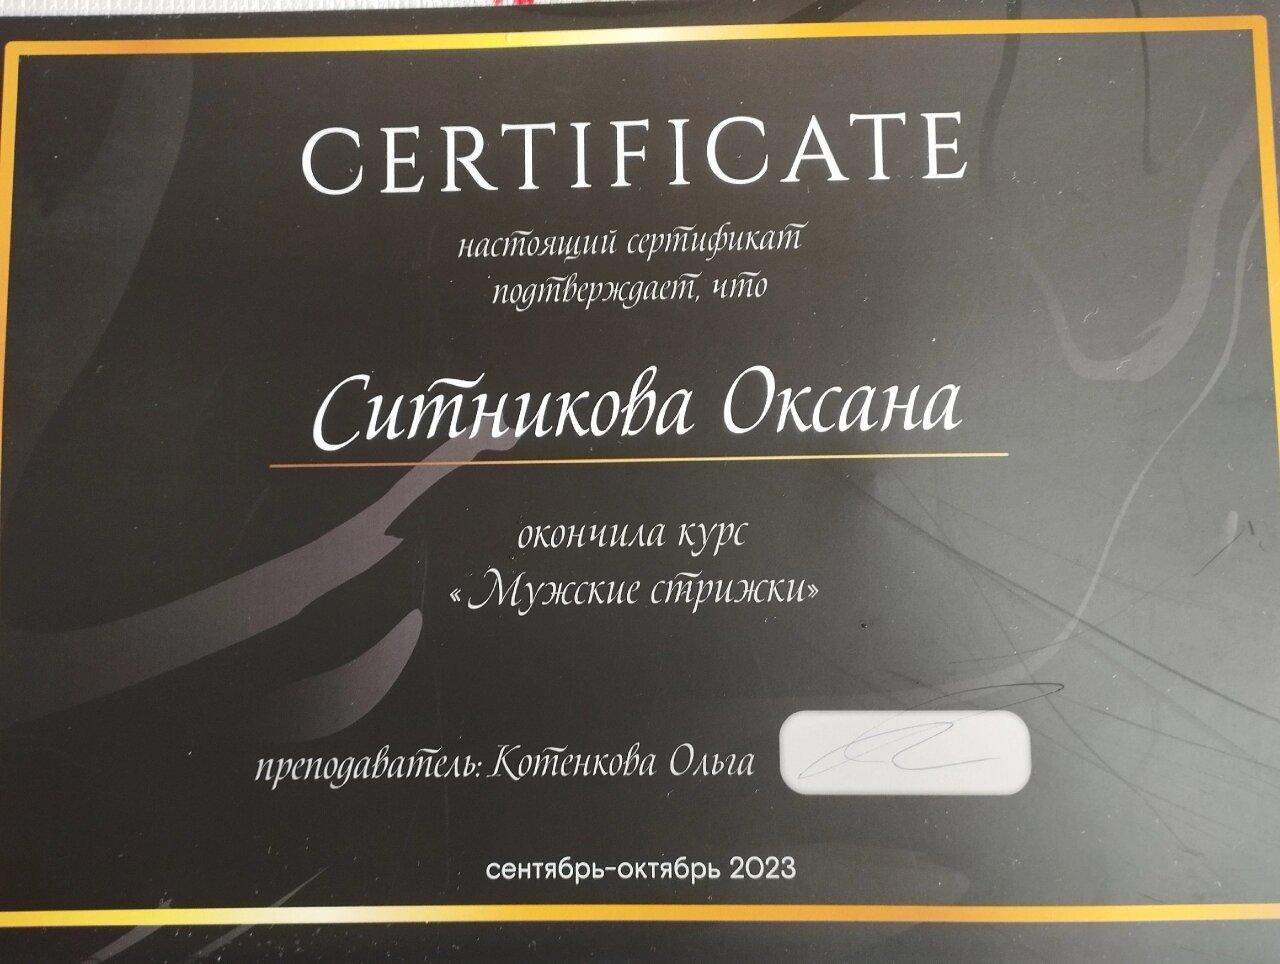 CERTIFICATE
настоящий сертификат
подтверждает, что
Ситникова Оксана
окончила курс
«Мужские стрижки»
преподаватель: Котенкова Ольга
сентябрь-октябрь 2023